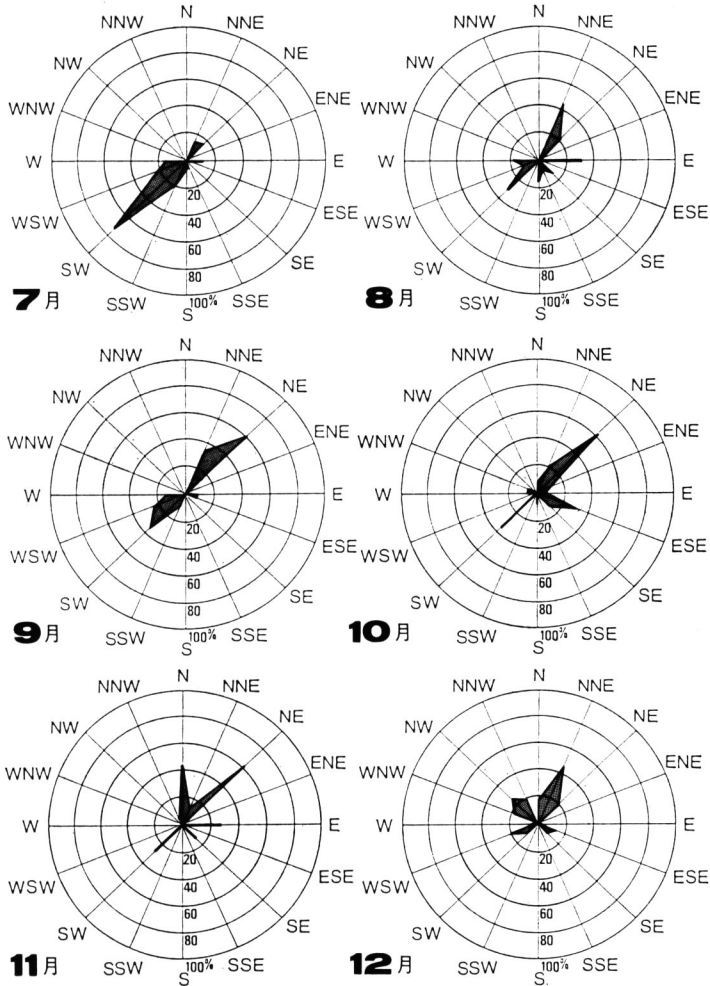 N
NNW NNE
NW NE
WNW ENE
W E
WSW ESE
SW SE
SSW SSE
S
20
40
60
80
100%
7月
N
NNW NNE
NW NE
WNW ENE
W E
WSW ESE
SW SE
SSW SSE
S
20
40
60
80
100%
8月
N
NNW NNE
NW NE
WNW ENE
W E
WSW ESE
SW SE
SSW SSE
S
20
40
60
80
100%
9月
N
NNW NNE
NW NE
WNW ENE
W E
WSW ESE
SW SE
SSW SSE
S
20
40
60
80
100%
10月
N
NNW NNE
NW NE
WNW ENE
W E
WSW ESE
SW SE
SSW SSE
S
20
40
60
80
100%
11月
N
NNW NNE
NW NE
WNW ENE
W E
WSW ESE
SW SE
SSW SSE
S
20
40
60
80
100%
12月